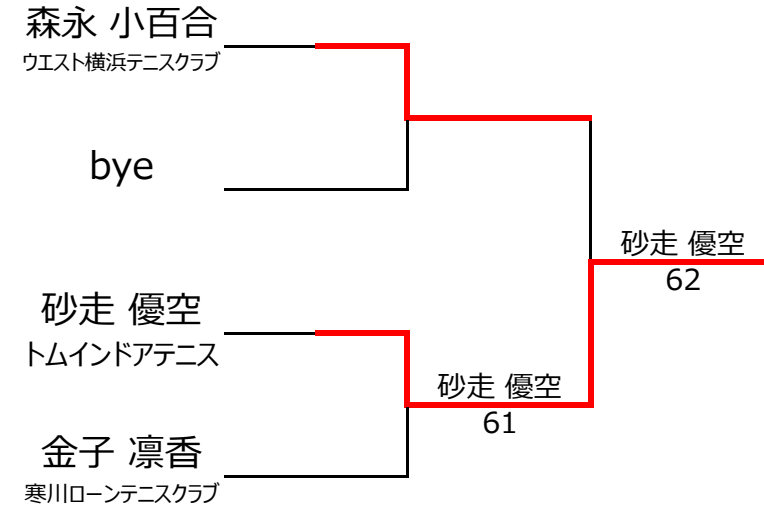 森永 小百合
ウエスト横浜テニスクラブ
bye
砂走 優空
トムインドアテニス
金子 凛香
寒川ローンテニスクラブ
砂走 優空
61
砂走 優空
62